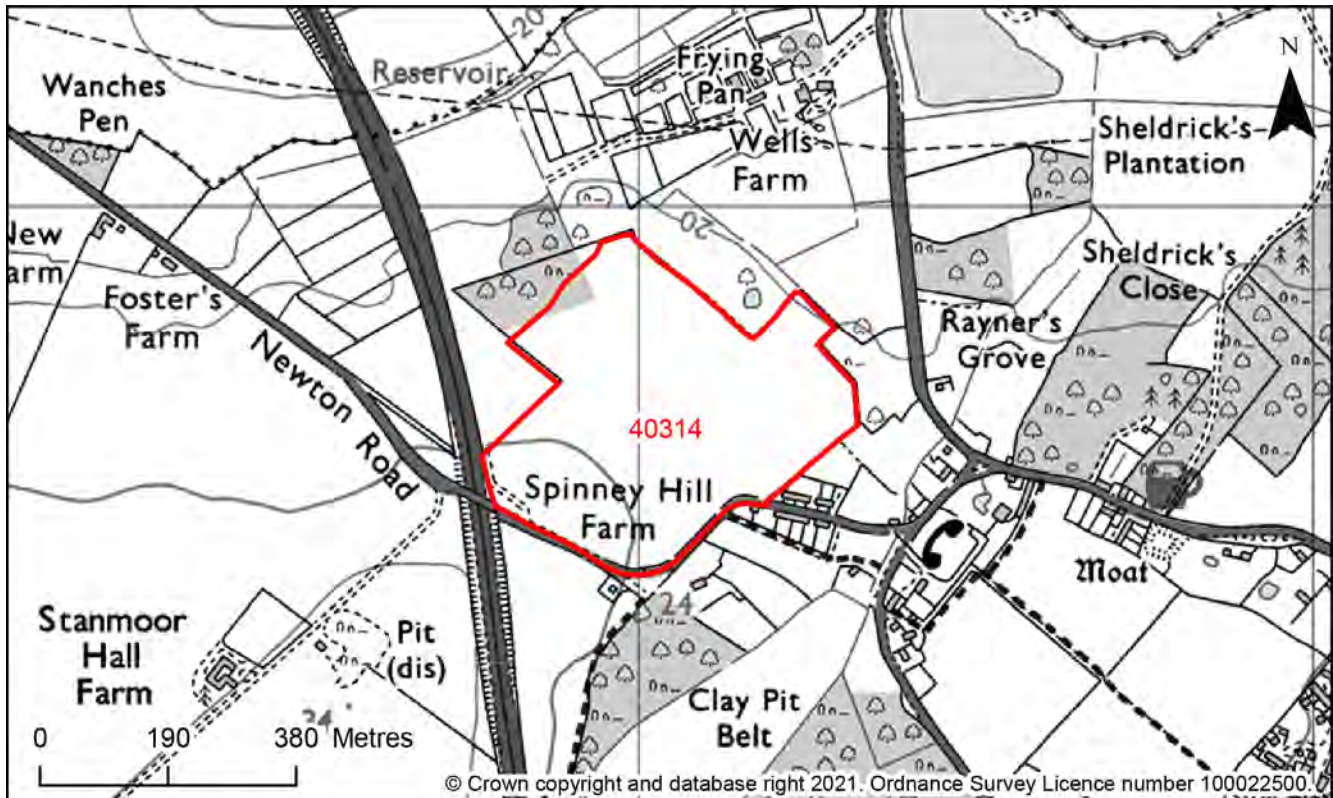 20
N
Reservoir
Frying
Pan
Wells
Farm
Wanches
Pen
Sheldrick's
Plantation
20
New
Farm
Foster's
Farm
Sheldrick's
Close
Rayner's
Grove
Newton
Road
40314
Spinney Hill
Farm
Moat
24
Stanmoor
Hall
Farm
Pit
(dis)
Clay Pit
Belt
0 190 380 Metres
© Crown copyright and database right 2021. Ordnance Survey Licence number 100022500.